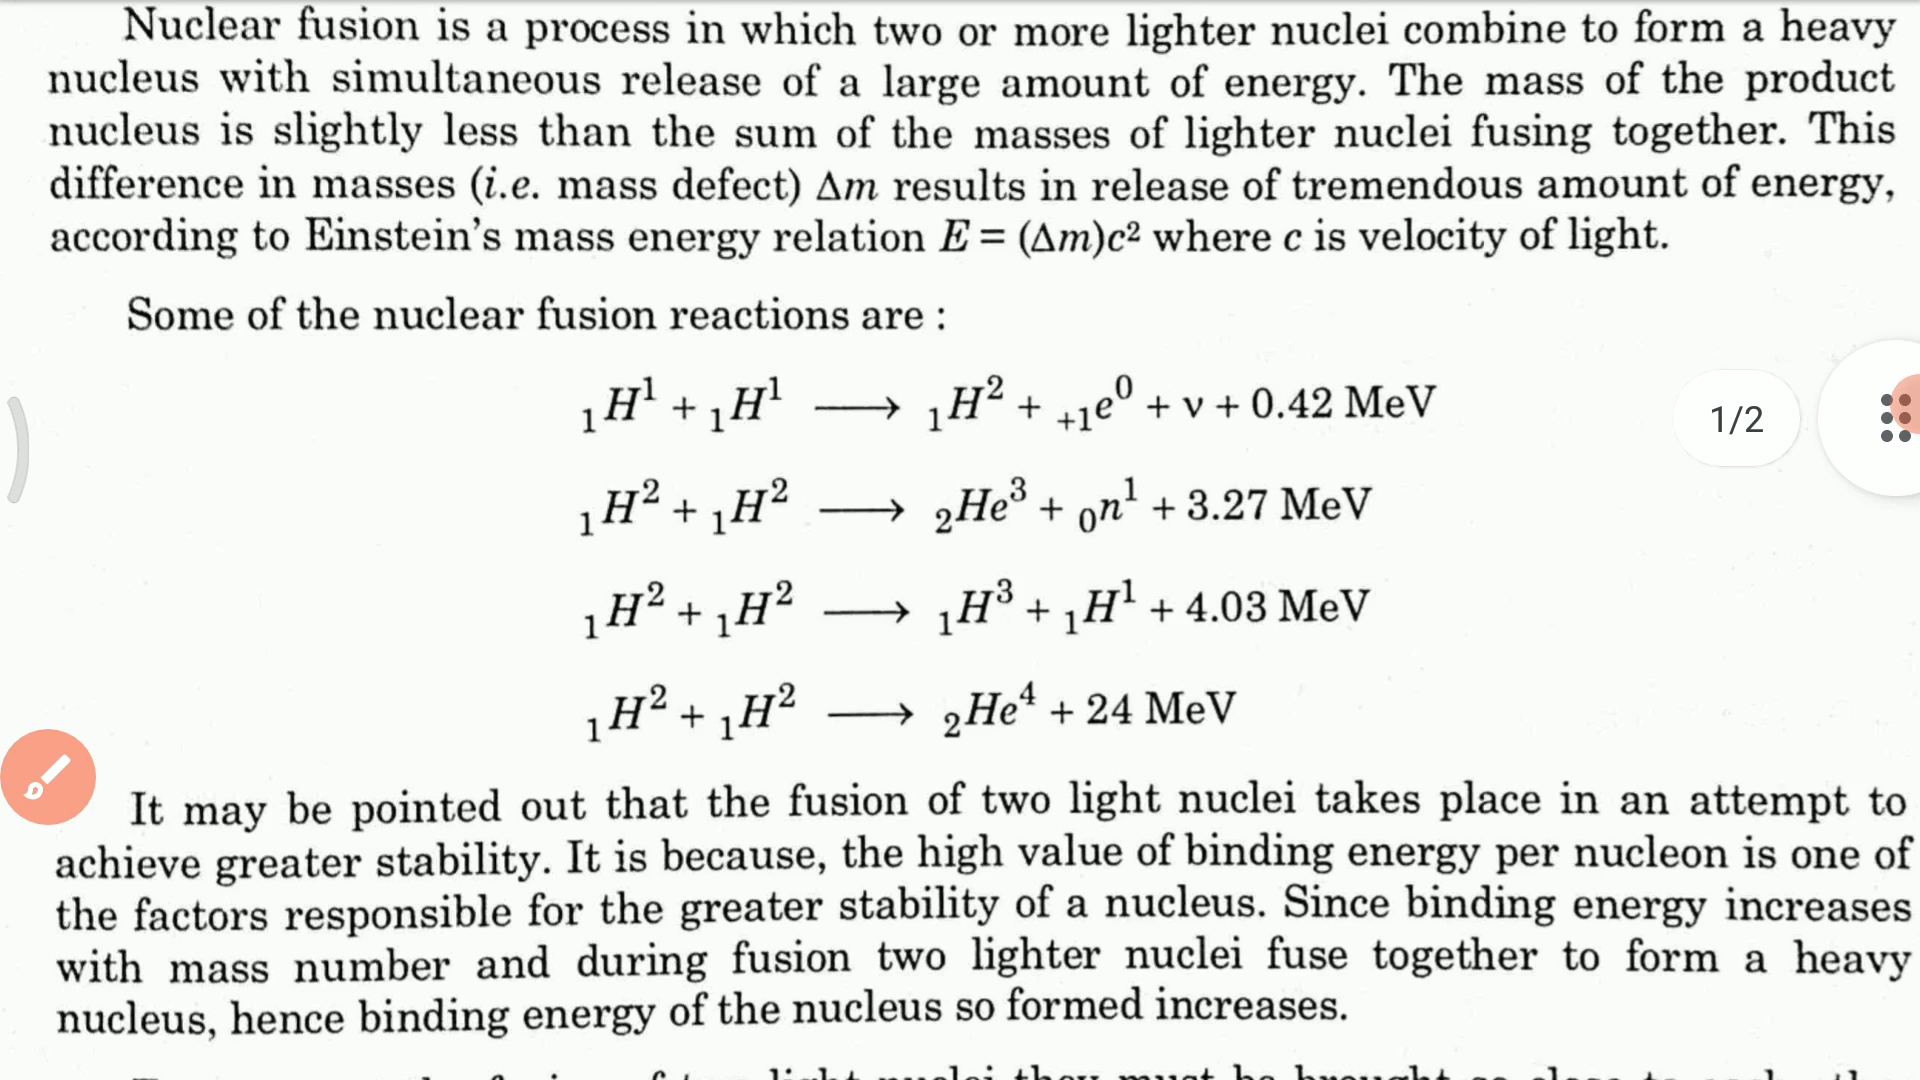 Nuclear fusion is a process in which two or more lighter nuclei combine to form a heavy
nucleus with simultaneous release of a large amount of energy. The mass of the product
nucleus is slightly less than the sum of the masses of lighter nuclei fusing together. This
difference in masses (i.e. mass defect) Δm results in release of tremendous amount of energy,
according to Einstein's mass energy relation E = (Δm)c² where c is velocity of light.
Some of the nuclear fusion reactions are :
₁H¹ + ₁H¹ ⟶ ₁H² + ₊₁e⁰ + ν + 0.42 MeV
1/2
₁H² + ₁H² ⟶ ₂He³ + ₀n¹ + 3.27 MeV
₁H² + ₁H² ⟶ ₁H³ + ₁H¹ + 4.03 MeV
₁H² + ₁H² ⟶ ₂He⁴ + 24 MeV
It may be pointed out that the fusion of two light nuclei takes place in an attempt to
achieve greater stability. It is because, the high value of binding energy per nucleon is one of
the factors responsible for the greater stability of a nucleus. Since binding energy increases
with mass number and during fusion two lighter nuclei fuse together to form a heavy
nucleus, hence binding energy of the nucleus so formed increases.
light nuclei they must be brought so close to